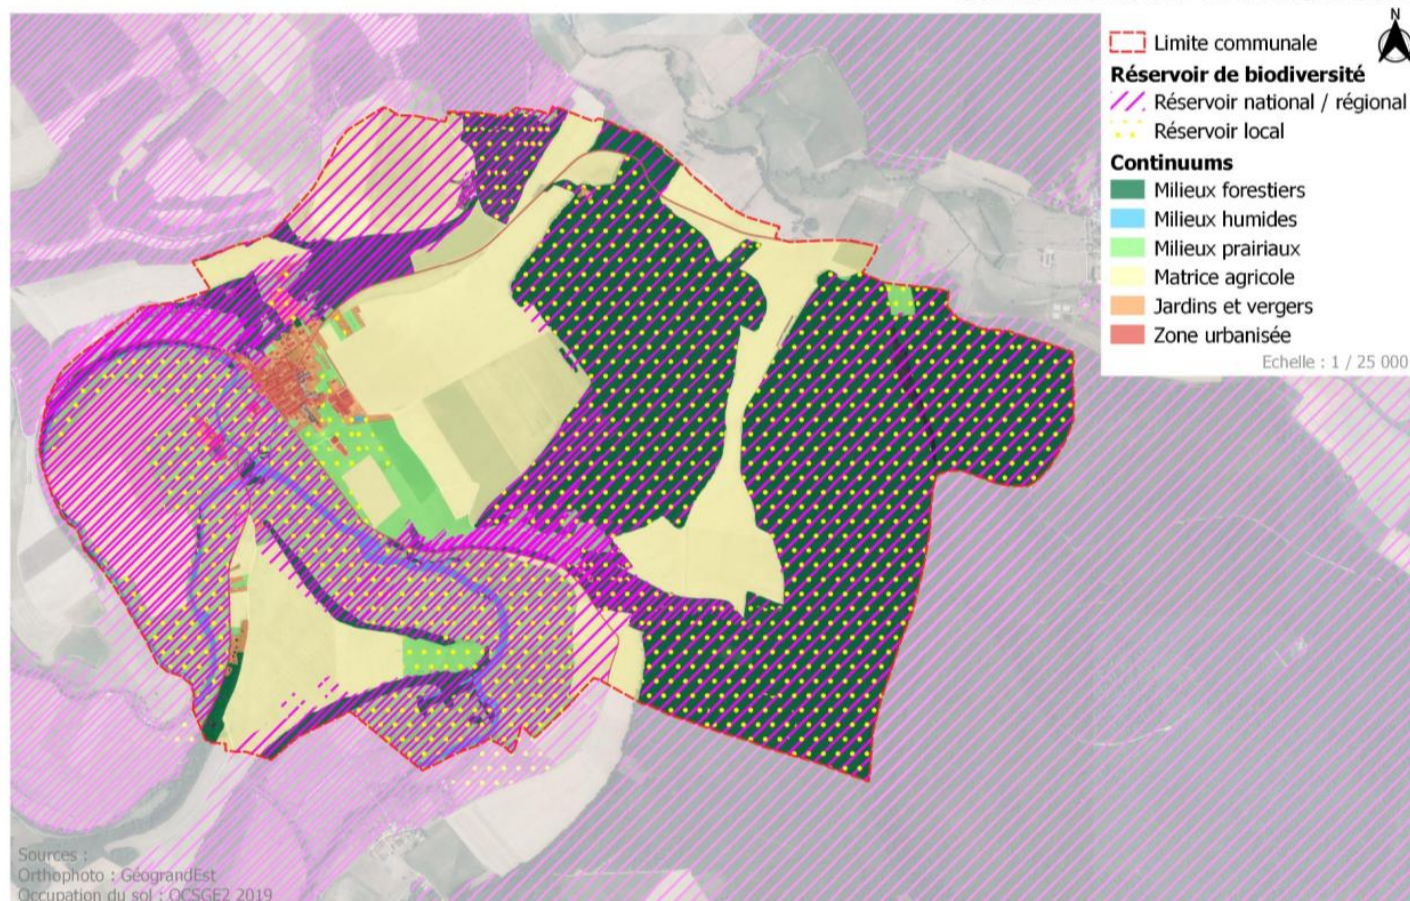 N
Limite communale
Réservoir de biodiversité
Réservoir national / régional
Réservoir local
Continuums
Milieux forestiers
Milieux humides
Milieux prairiaux
Matrice agricole
Jardins et vergers
Zone urbanisée
Echelle : 1 / 25 000
Sources :
Orthophoto : GéograndEst
Occupation du sol : OCSGE2 2019